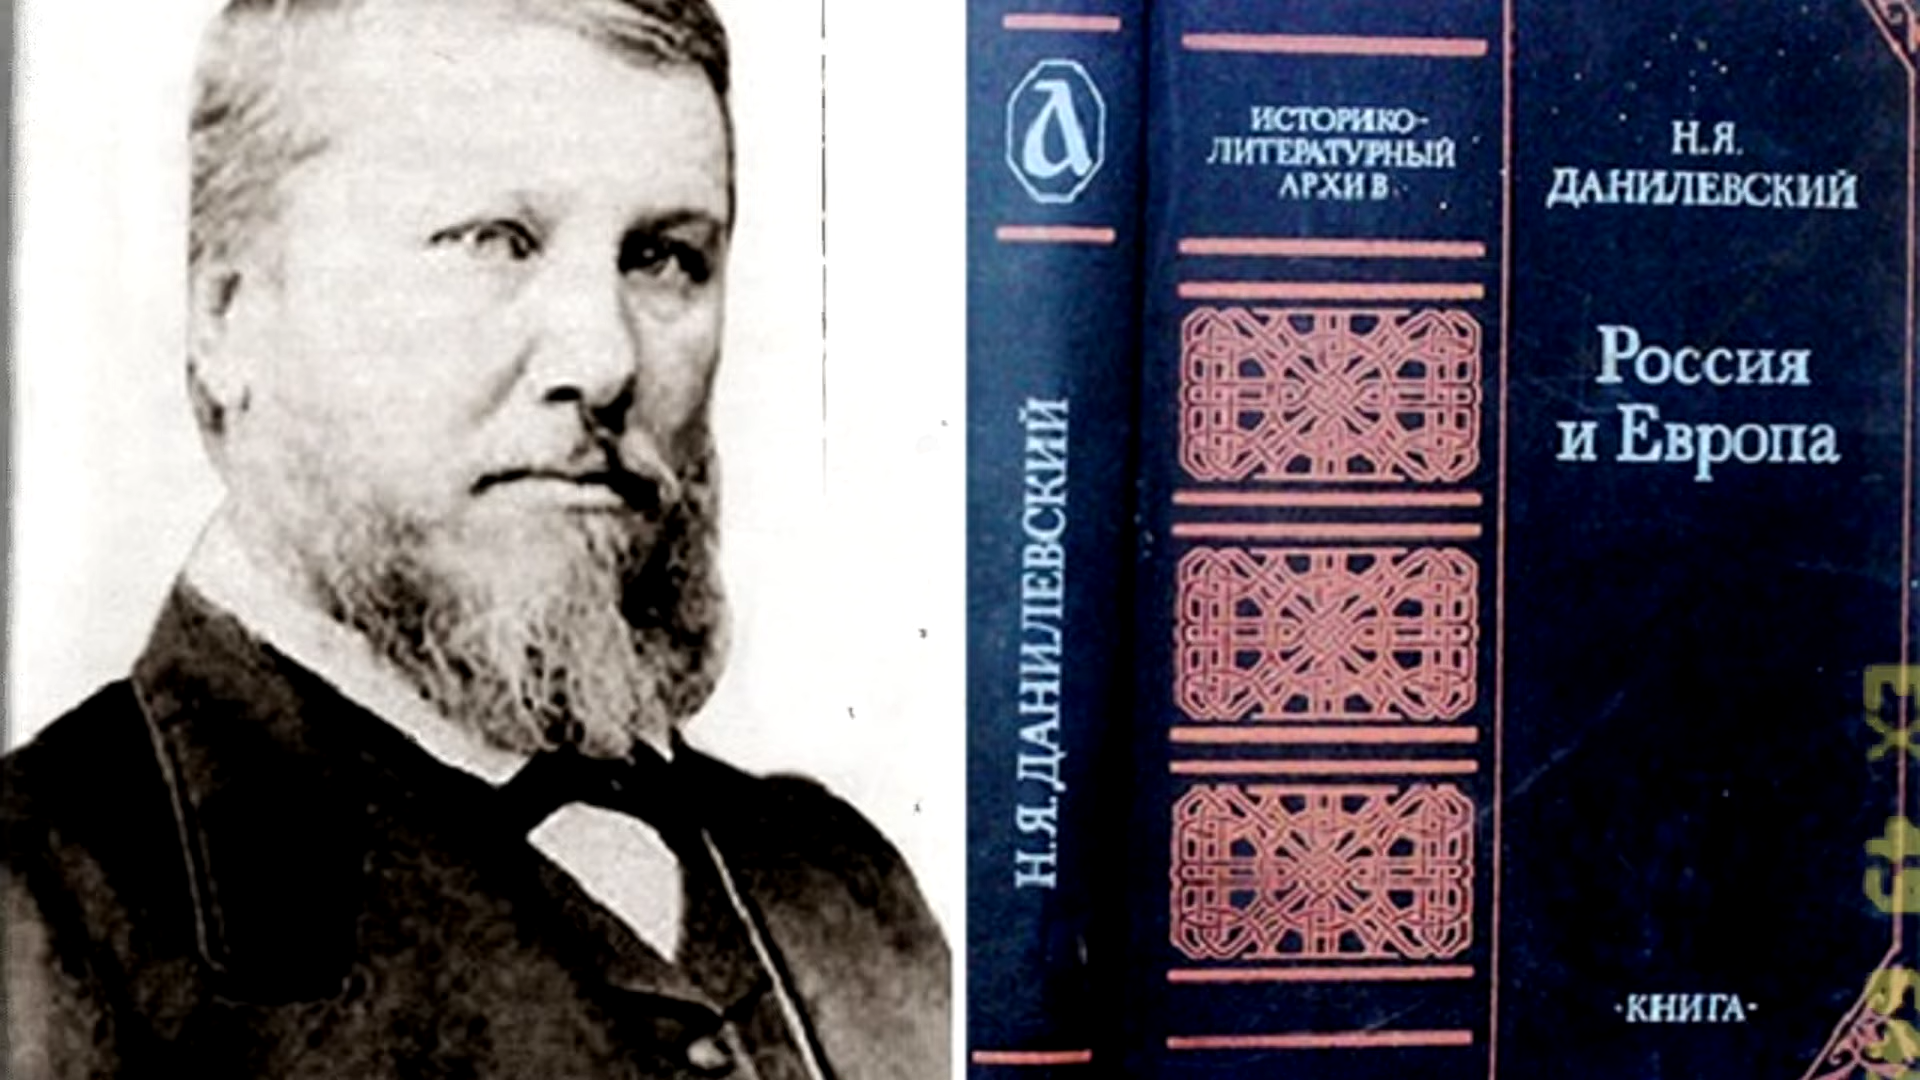 Н.Я. ДАНИЛЕВСКИЙ
ИСТОРИКО-
ЛИТЕРАТУРНЫЙ
АРХИВ
Н.Я.
ДАНИЛЕВСКИЙ
Россия
и Европа
·КНИГА·